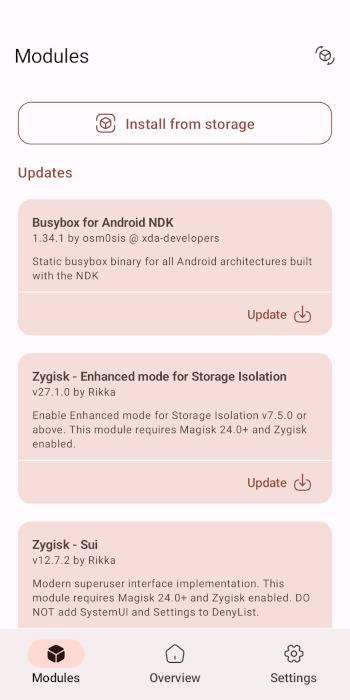 Modules
Install from storage
Updates
Busybox for Android NDK
1.34.1 by osm0sis @ xda-developers
Static busybox binary for all Android architectures built
with the NDK
Update
Zygisk - Enhanced mode for Storage Isolation
v27.1.0 by Rikka
Enable Enhanced mode for Storage Isolation v7.5.0 or
above. This module requires Magisk 24.0+ and Zygisk
enabled.
Update
Zygisk - Sui
v12.7.2 by Rikka
Modern superuser interface implementation. This
module requires Magisk 24.0+ and Zygisk enabled. DO
NOT add SystemUI and Settings to DenyList.
Modules
Overview
Settings